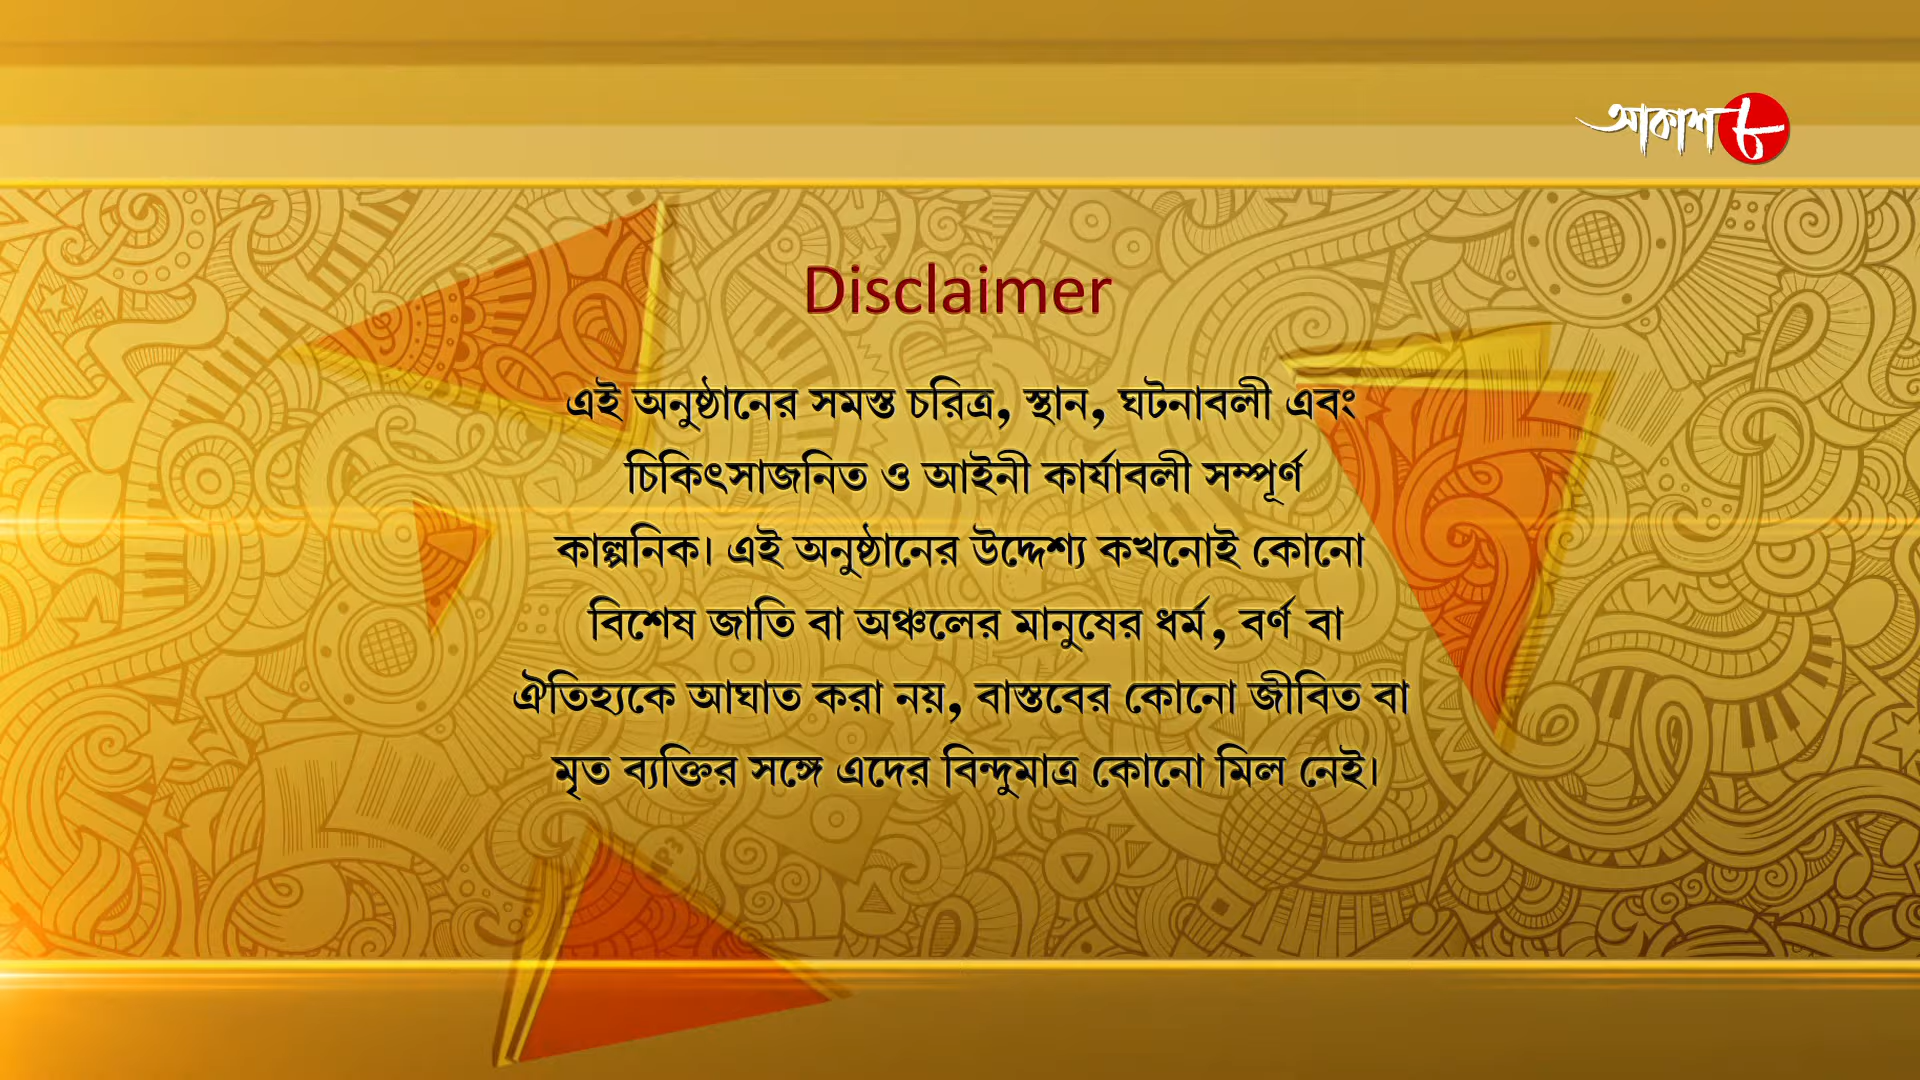 আকাশ ৮
Disclaimer
এই অনুষ্ঠানের সমস্ত চরিত্র, স্থান, ঘটনাবলী এবং
চিকিৎসাজনিত ও আইনী কার্যাবলী সম্পূর্ণ
কাল্পনিক। এই অনুষ্ঠানের উদ্দেশ্য কখনোই কোনো
বিশেষ জাতি বা অঞ্চলের মানুষের ধর্ম, বর্ণ বা
ঐতিহ্যকে আঘাত করা নয়, বাস্তবের কোনো জীবিত বা
মৃত ব্যক্তির সঙ্গে এদের বিন্দুমাত্র কোনো মিল নেই।